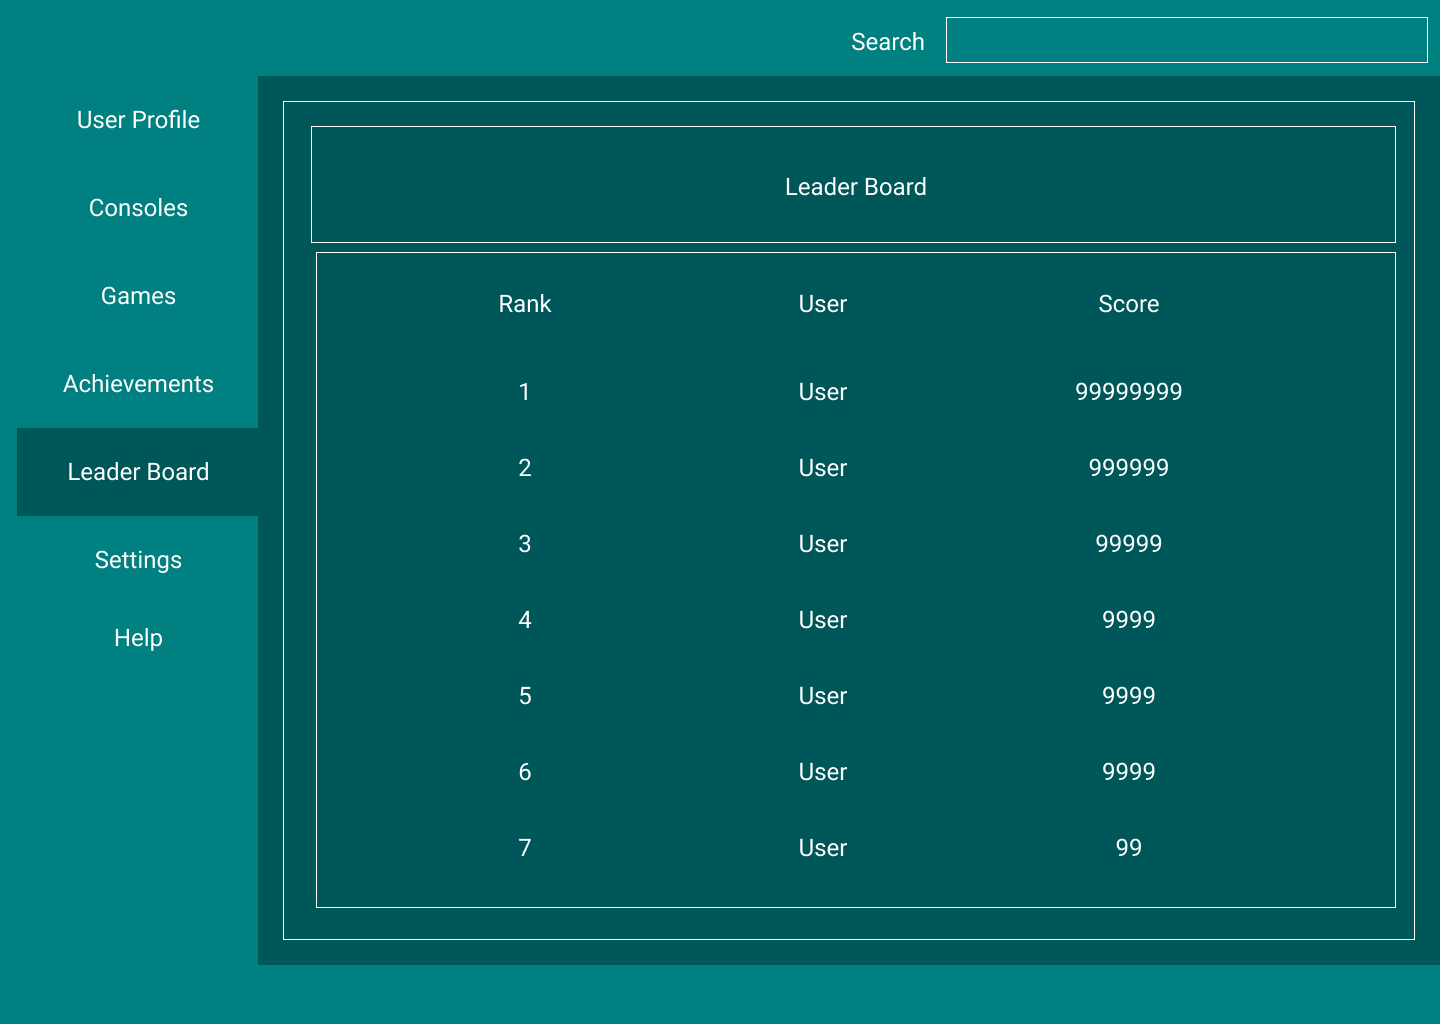 Search
User Profile
Consoles
Games
Achievements
Leader Board
Settings
Help
Leader Board
Rank User Score
1 User 99999999
2 User 999999
3 User 99999
4 User 9999
5 User 9999
6 User 9999
7 User 99